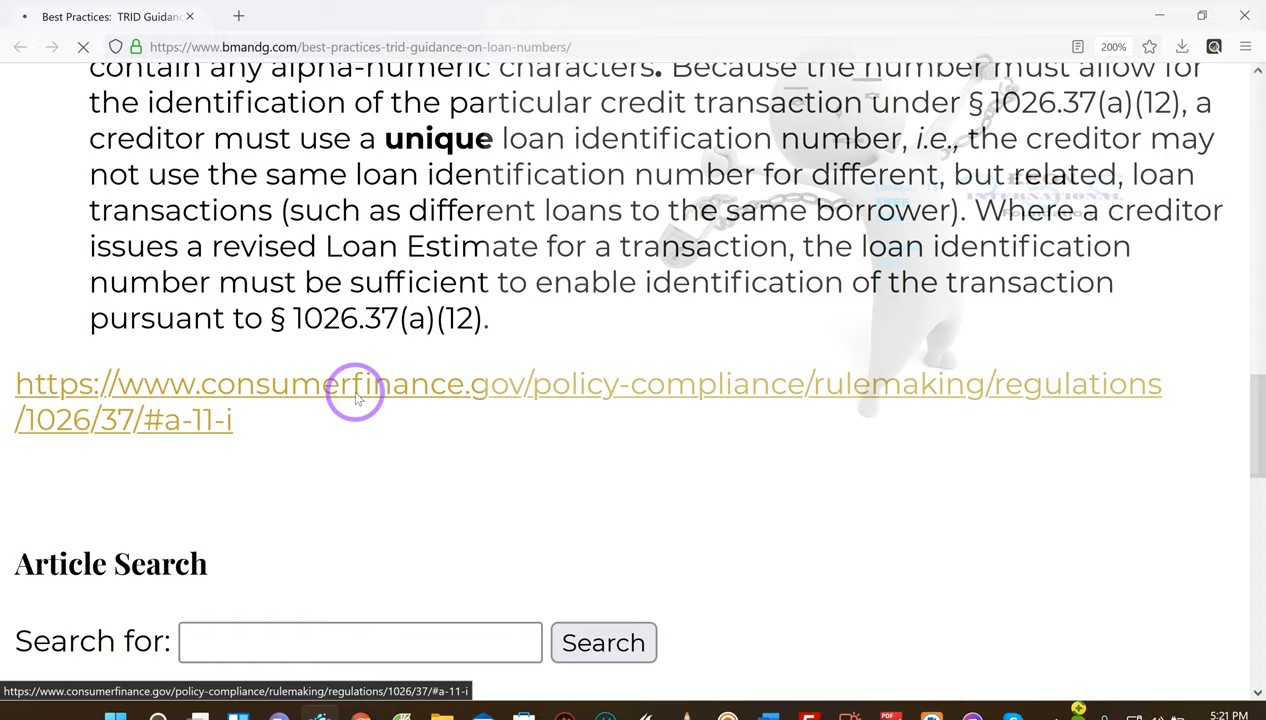 Best Practices: TRID Guidanc
https://www.bmandg.com/best-practices-trid-guidance-on-loan-numbers/
200%
contain any alpha-numeric characters. Because the number must allow for
the identification of the particular credit transaction under § 1026.37(a)(12), a
creditor must use a unique loan identification number, i.e., the creditor may
not use the same loan identification number for different, but related, loan
transactions (such as different loans to the same borrower). Where a creditor
issues a revised Loan Estimate for a transaction, the loan identification
number must be sufficient to enable identification of the transaction
pursuant to § 1026.37(a)(12).
INTERNATIONAL
https://www.consumerfinance.gov/policy-compliance/rulemaking/regulations
/1026/37/#a-11-i
Article Search
Search for:
Search
https://www.consumerfinance.gov/policy-compliance/rulemaking/regulations/1026/37/#a-11-i
5:21 PM